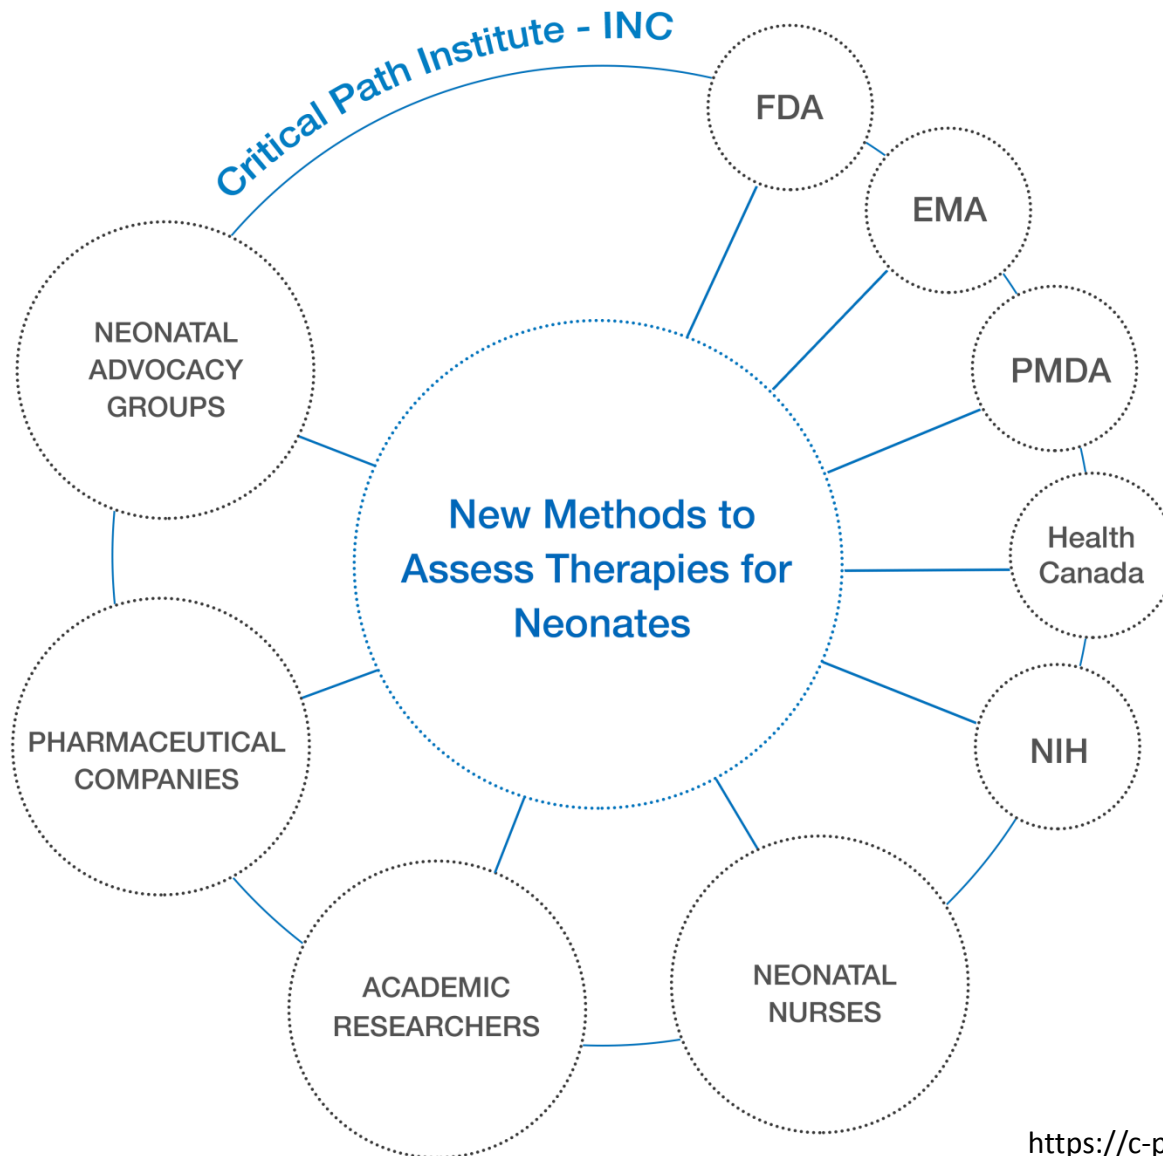 Critical Path Institute - INC
FDA
EMA
PMDA
Health
Canada
NIH
NEONATAL
NURSES
ACADEMIC
RESEARCHERS
PHARMACEUTICAL
COMPANIES
NEONATAL
ADVOCACY
GROUPS
New Methods to
Assess Therapies for
Neonates
https://c-p